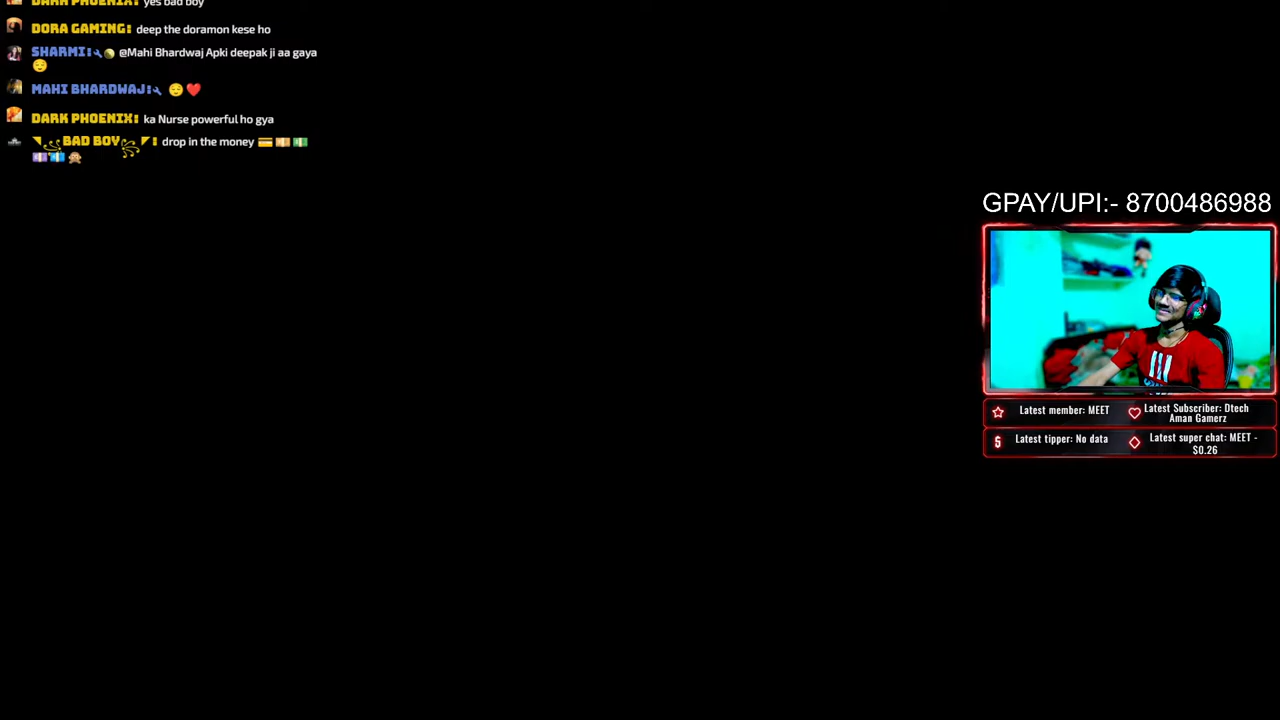 DARK PHOENIX: yes bad boy
DORA GAMING: deep the doramon kese ho
SHARMI: @Mahi Bhardwaj Apki deepak ji aa gaya
😌
MAHI BHARDWAJ: 😌❤️
DARK PHOENIX: ka Nurse powerful ho gya
BAD BOY: drop in the money 💳💴💵
💷💶🙊
GPAY/UPI:- 8700486988
Latest member: MEET
Latest Subscriber: Dtech
Aman Gamerz
Latest tipper: No data
Latest super chat: MEET -
$0.26